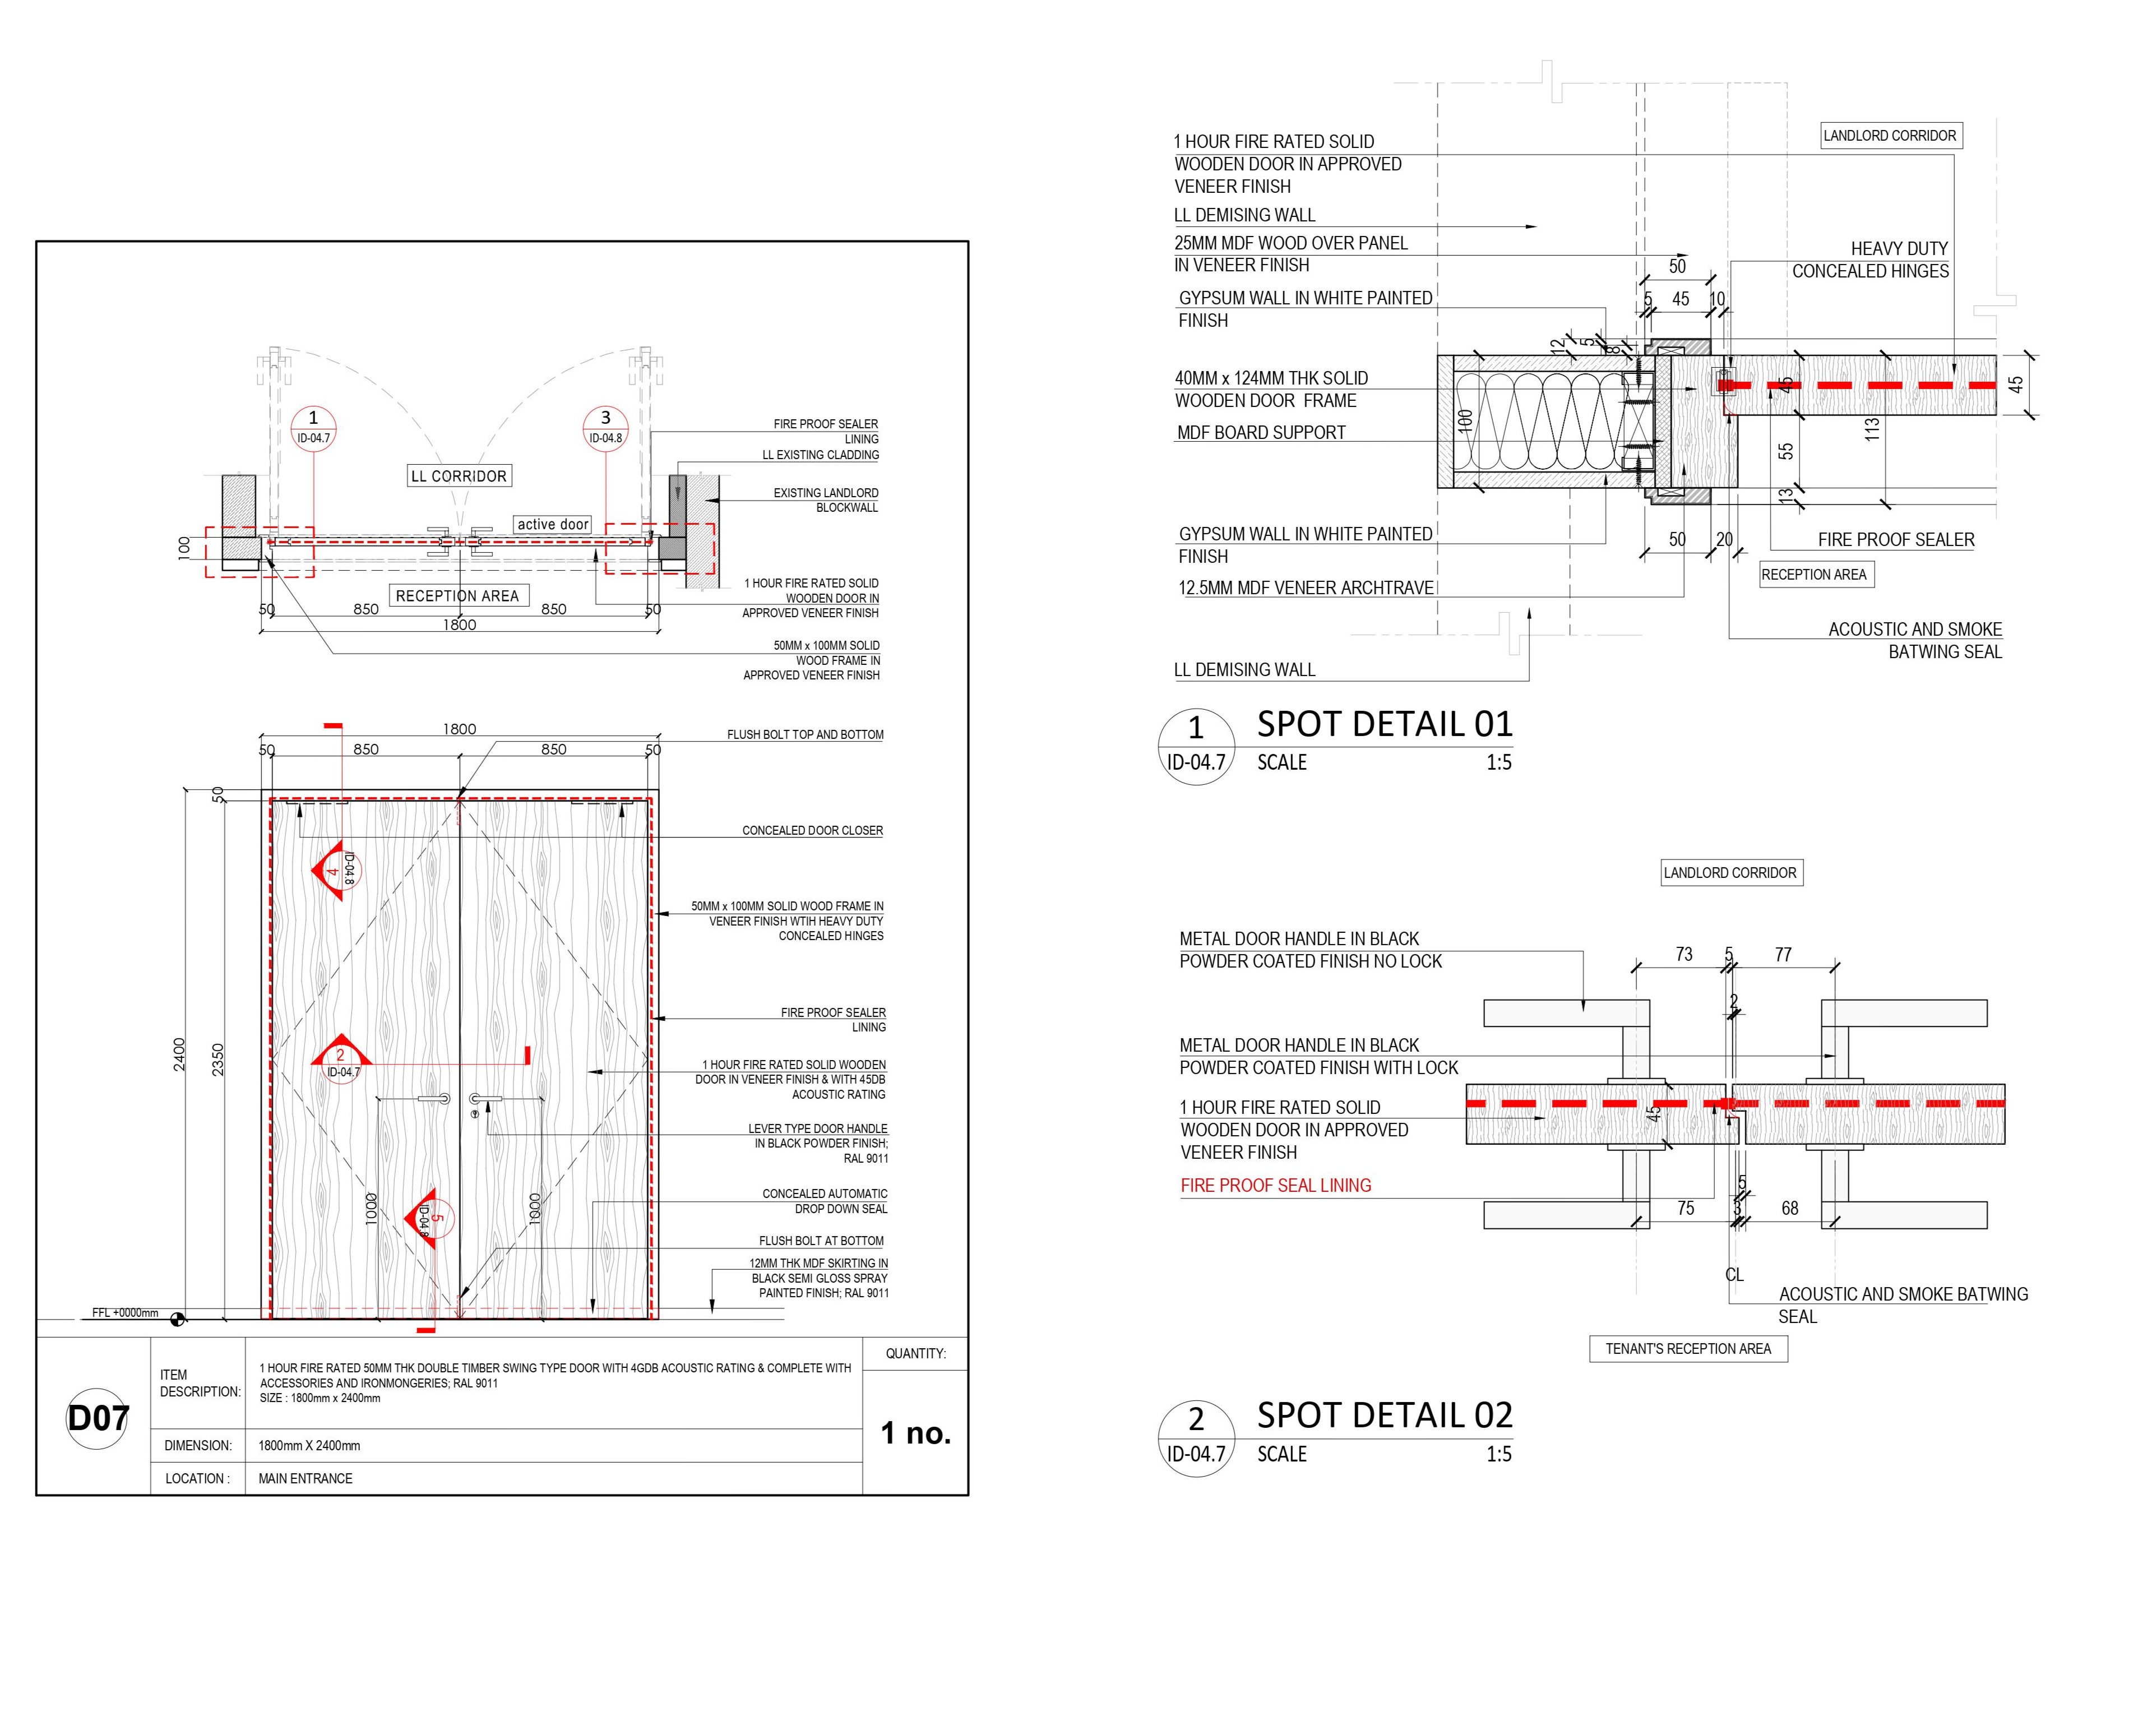 1
ID-04.7
3
ID-04.8
FIRE PROOF SEALER
LINING
LL EXISTING CLADDING
LL CORRIDOR
EXISTING LANDLORD
BLOCKWALL
active door
100
RECEPTION AREA
1 HOUR FIRE RATED SOLID
WOODEN DOOR IN
APPROVED VENEER FINISH
50
850
850
50
1800
50MM x 100MM SOLID
WOOD FRAME IN
APPROVED VENEER FINISH
1800
50
850
850
50
FLUSH BOLT TOP AND BOTTOM
50
CONCEALED DOOR CLOSER
4
ID-04.8
50MM x 100MM SOLID WOOD FRAME IN
VENEER FINISH WTIH HEAVY DUTY
CONCEALED HINGES
FIRE PROOF SEALER
LINING
2400
2350
2
ID-04.7
1 HOUR FIRE RATED SOLID WOODEN
DOOR IN VENEER FINISH & WITH 45DB
ACOUSTIC RATING
LEVER TYPE DOOR HANDLE
IN BLACK POWDER FINISH;
RAL 9011
1000
1000
5
ID-04.8
CONCEALED AUTOMATIC
DROP DOWN SEAL
FLUSH BOLT AT BOTTOM
12MM THK MDF SKIRTING IN
BLACK SEMI GLOSS SPRAY
PAINTED FINISH; RAL 9011
FFL +0000mm
D07
ITEM
DESCRIPTION:
1 HOUR FIRE RATED 50MM THK DOUBLE TIMBER SWING TYPE DOOR WITH 4GDB ACOUSTIC RATING & COMPLETE WITH
ACCESSORIES AND IRONMONGERIES; RAL 9011
SIZE : 1800mm x 2400mm
QUANTITY:
1 no.
DIMENSION:
1800mm X 2400mm
LOCATION :
MAIN ENTRANCE
1 HOUR FIRE RATED SOLID
WOODEN DOOR IN APPROVED
VENEER FINISH
LANDLORD CORRIDOR
LL DEMISING WALL
25MM MDF WOOD OVER PANEL
IN VENEER FINISH
HEAVY DUTY
CONCEALED HINGES
50
GYPSUM WALL IN WHITE PAINTED
FINISH
5
45
10
12
5
8
40MM x 124MM THK SOLID
WOODEN DOOR  FRAME
45
45
MDF BOARD SUPPORT
100
113
55
13
GYPSUM WALL IN WHITE PAINTED
FINISH
50
20
FIRE PROOF SEALER
RECEPTION AREA
12.5MM MDF VENEER ARCHTRAVE
ACOUSTIC AND SMOKE
BATWING SEAL
LL DEMISING WALL
1
ID-04.7
SPOT DETAIL 01
SCALE
1:5
LANDLORD CORRIDOR
METAL DOOR HANDLE IN BLACK
POWDER COATED FINISH NO LOCK
73
5
77
2
METAL DOOR HANDLE IN BLACK
POWDER COATED FINISH WITH LOCK
1 HOUR FIRE RATED SOLID
WOODEN DOOR IN APPROVED
VENEER FINISH
45
FIRE PROOF SEAL LINING
5
75
3
68
CL
ACOUSTIC AND SMOKE BATWING
SEAL
TENANT'S RECEPTION AREA
2
ID-04.7
SPOT DETAIL 02
SCALE
1:5